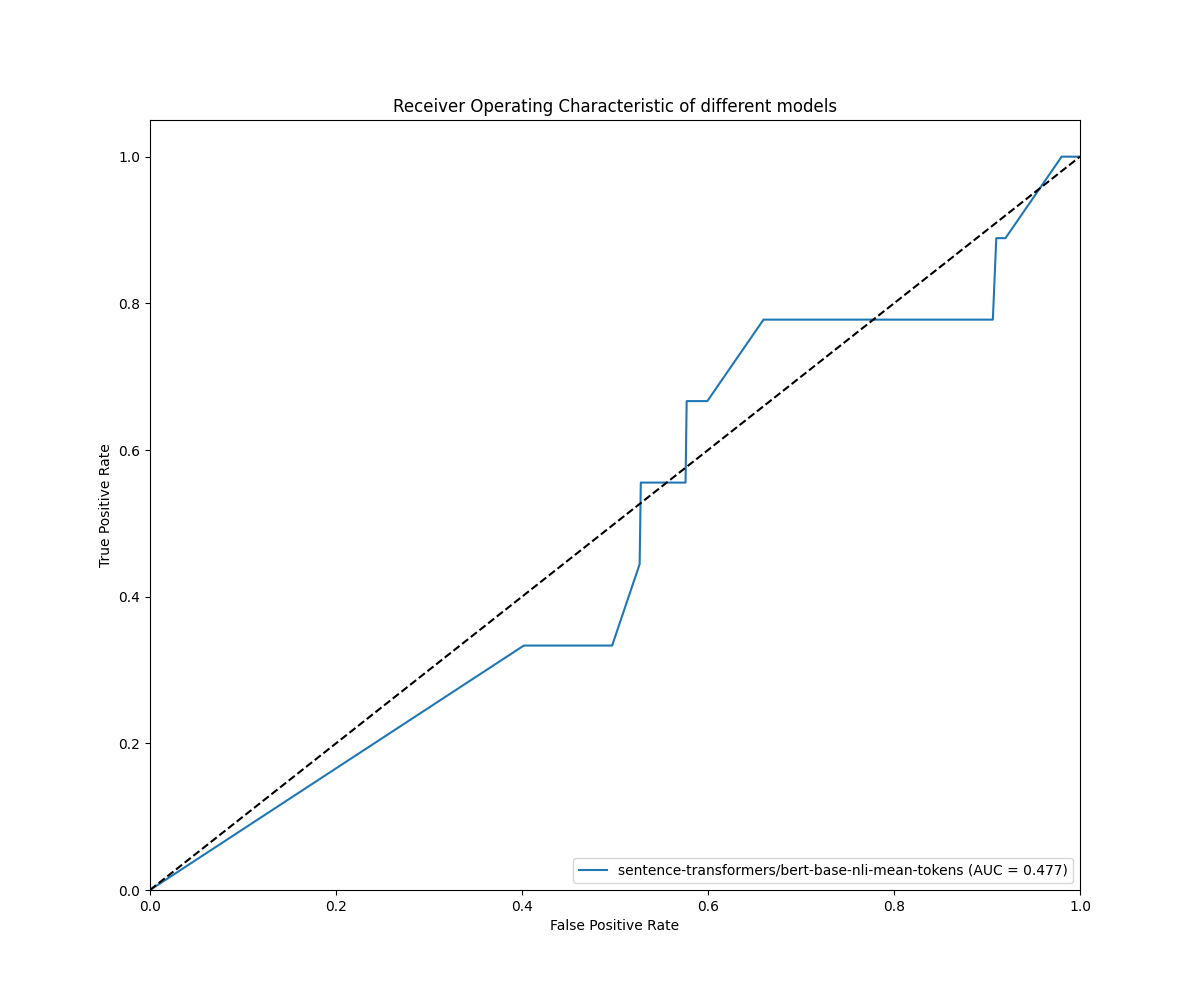 Receiver Operating Characteristic of different models
1.0
0.8
0.6
0.4
0.2
0.0
True Positive Rate
sentence-transformers/bert-base-nli-mean-tokens (AUC = 0.477)
0.0 0.2 0.4 0.6 0.8 1.0
False Positive Rate